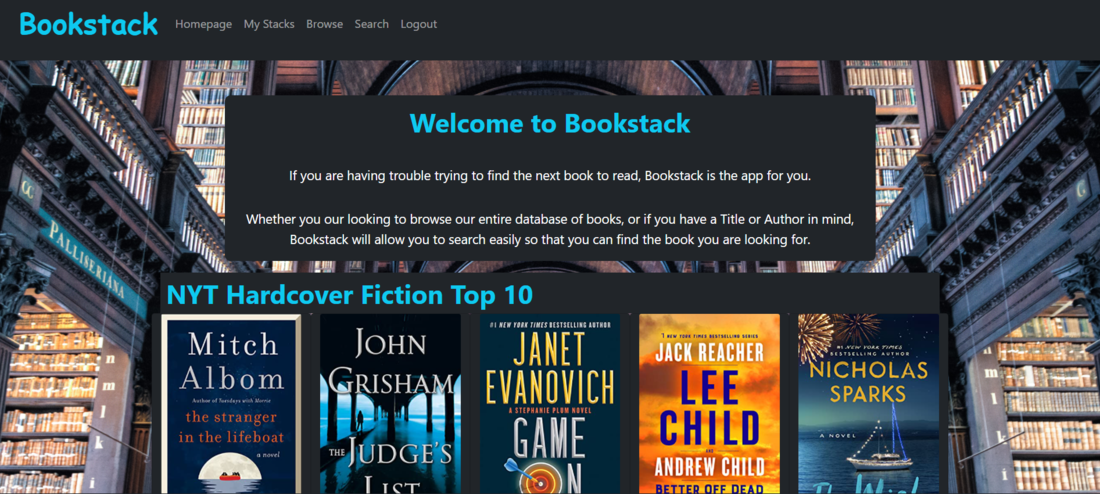 Bookstack Homepage My Stacks Browse Search Logout
Welcome to Bookstack
If you are having trouble trying to find the next book to read, Bookstack is the app for you.
Whether you our looking to browse our entire database of books, or if you have a Title or Author in mind,
Bookstack will allow you to search easily so that you can find the book you are looking for.
PALLISERIANA
NYT Hardcover Fiction Top 10
Mitch
Albom
Author of Tuesdays with Morrie
the stranger
in the lifeboat
a novel
JOHN
GRISHAM
THE JUDGE'S
LIST
#1 NEW YORK TIMES BESTSELLING AUTHOR
JANET
EVANOVICH
A STEPHANIE PLUM NOVEL
GAME
ON
#1 NEW YORK TIMES BESTSELLING SERIES
JACK REACHER
LEE
CHILD
AND
ANDREW CHILD
BETTER OFF DEAD
#1 NEW YORK TIMES
BESTSELLING AUTHOR
NICHOLAS
SPARKS
A NOVEL
The Wish